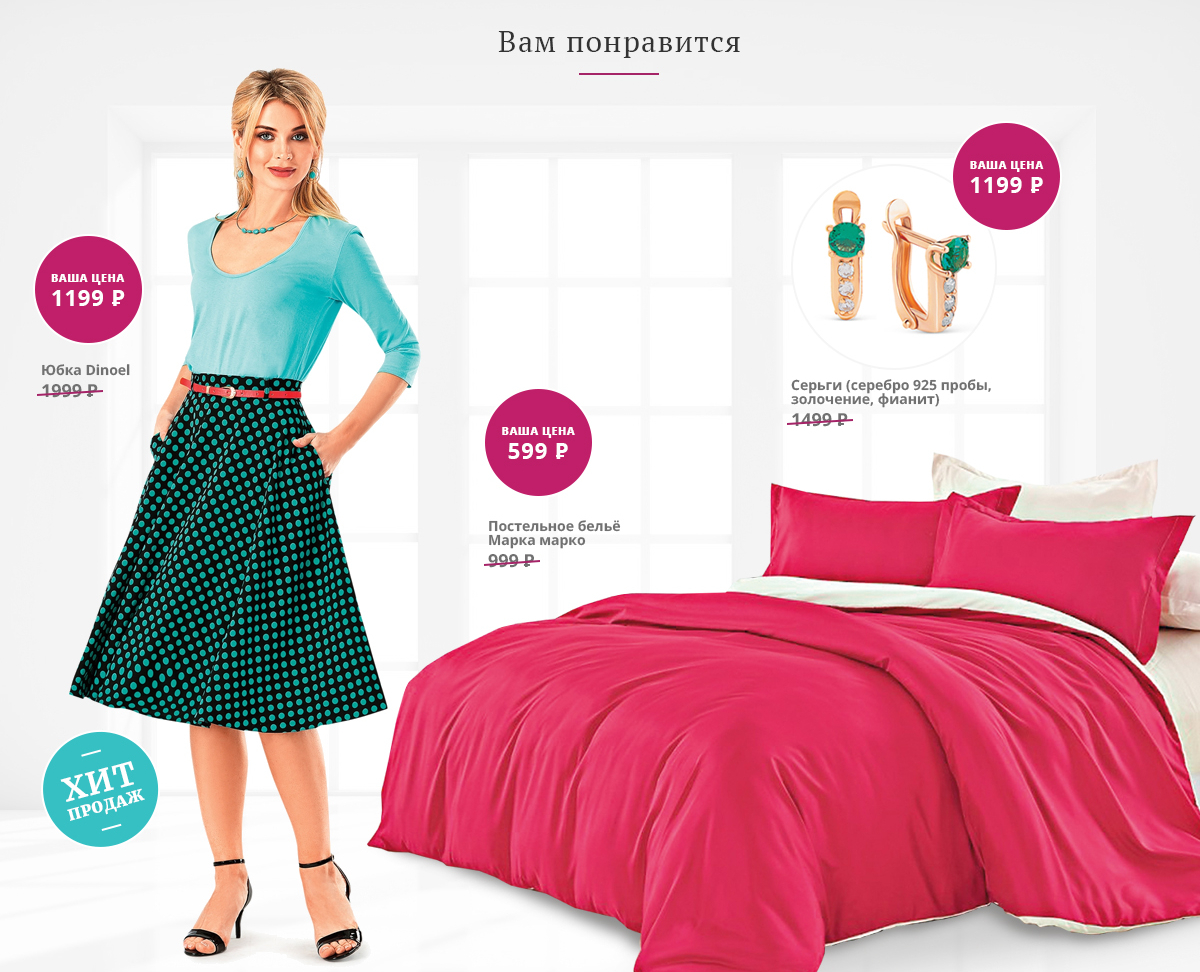 Вам понравится
ВАША ЦЕНА
1199 ₽
Юбка Dinoel
1999 ₽
ВАША ЦЕНА
599 ₽
Постельное бельё
Марка марко
999 ₽
ВАША ЦЕНА
1199 ₽
Серьги (серебро 925 пробы,
золочение, фианит)
1499 ₽
ХИТ
ПРОДАЖ